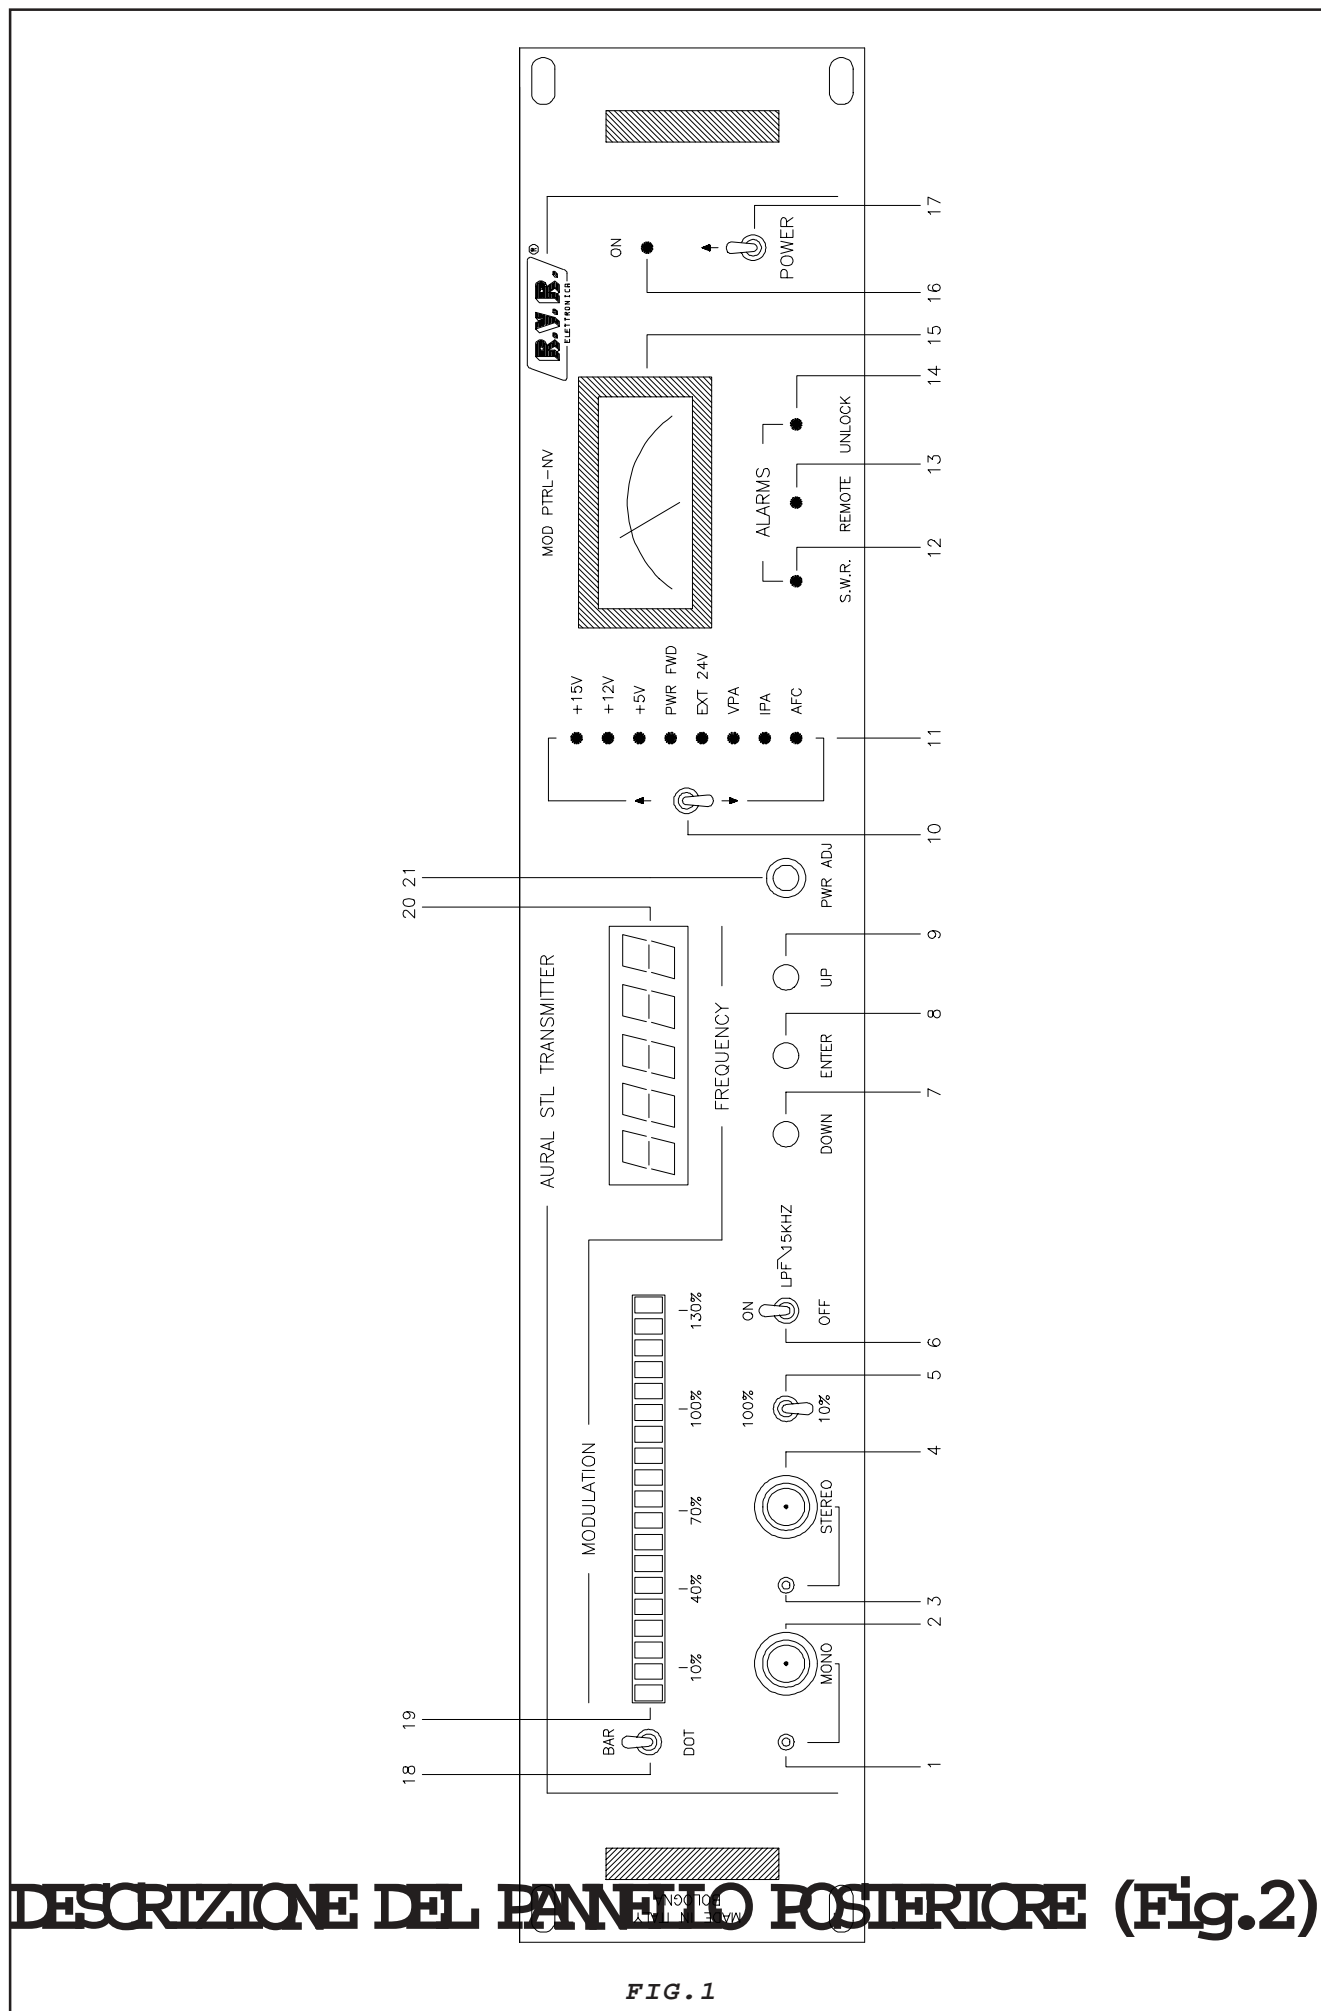 R.V.R.®
ELETTRONICA
MOD PTRL-NV
AURAL STL TRANSMITTER
MODULATION
BAR
DOT
10%
40%
70%
100%
130%
FREQUENCY
MONO
STEREO
100%
10%
ON
OFF
LPF 15KHZ
DOWN
ENTER
UP
PWR ADJ
+15V
+12V
+5V
PWR FWD
EXT 24V
VPA
IPA
AFC
ALARMS
S.W.R.
REMOTE
UNLOCK
ON
POWER
18
19
20 21
1
2
3
4
5
6
7
8
9
10
11
12
13
14
15
16
17
MADE IN ITALY
BOLOGNA
DESCRIZIONE DEL PANNELLO POSTERIORE (Fig.2)
FIG.1